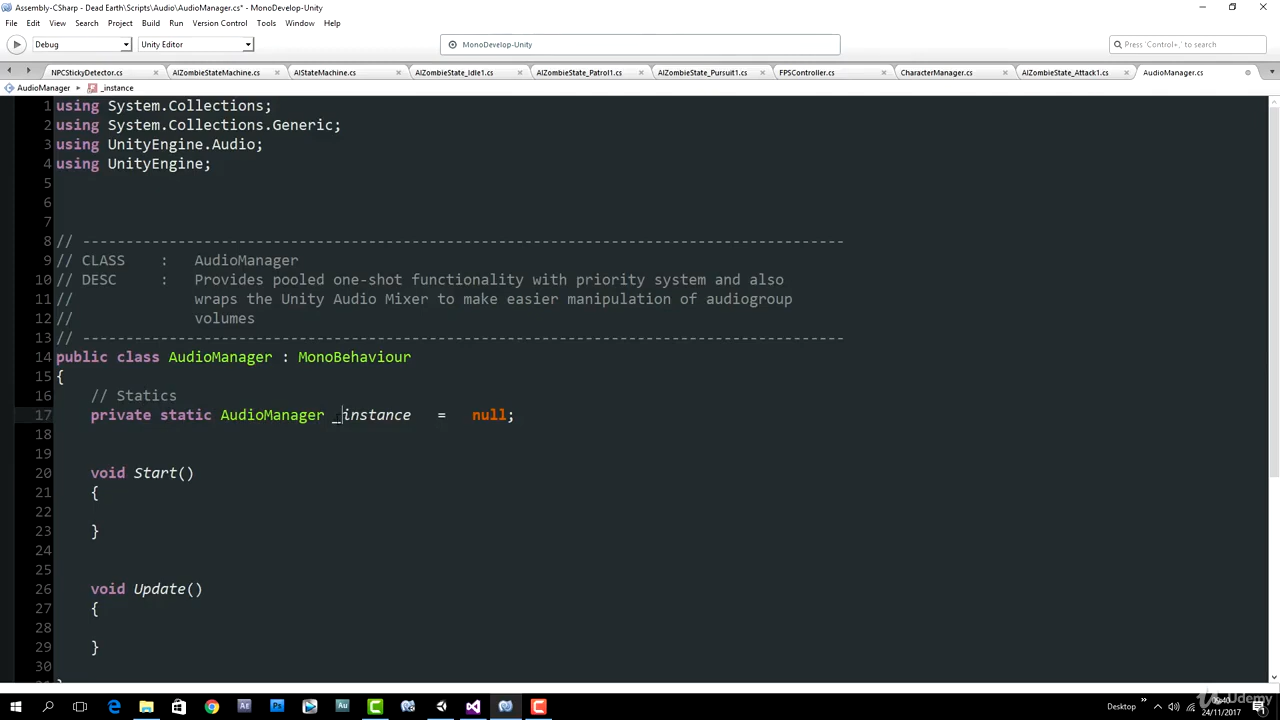 Assembly-CSharp - Dead Earth\Scripts\Audio\AudioManager.cs* - MonoDevelop-Unity
File Edit View Search Project Build Run Version Control Tools Window Help
Debug Unity Editor MonoDevelop-Unity Press 'Control+,' to search
NPCStickyDetector.cs AIZombieStateMachine.cs AIStateMachine.cs AIZombieState_Idle1.cs AIZombieState_Patrol1.cs AIZombieState_Pursuit1.cs FPSController.cs CharacterManager.cs AIZombieState_Attack1.cs AudioManager.cs
AudioManager _instance
1 using System.Collections;
2 using System.Collections.Generic;
3 using UnityEngine.Audio;
4 using UnityEngine;
5
6
7
8 // ----------------------------------------------------------------------------------------
9 // CLASS : AudioManager
10 // DESC : Provides pooled one-shot functionality with priority system and also
11 // wraps the Unity Audio Mixer to make easier manipulation of audiogroup
12 // volumes
13 // ----------------------------------------------------------------------------------------
14 public class AudioManager : MonoBehaviour
15 {
16 // Statics
17 private static AudioManager _instance = null;
18
19
20 void Start()
21 {
22
23 }
24
25
26 void Update()
27 {
28
29 }
30
Desktop 09:40
24/11/2017
Udemy